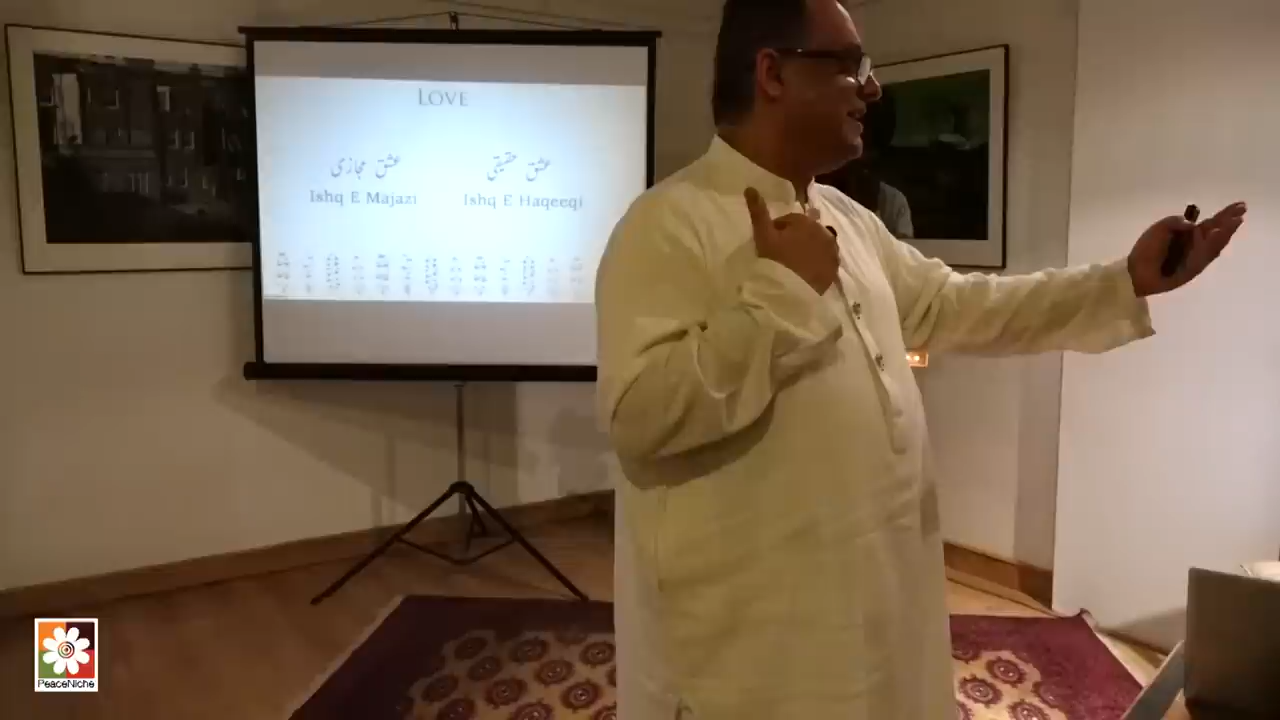 LOVE
عشق مجازی
عشق حقیقی
Ishq E Majazi
Ishq E Haqeeqi
PeaceNiche